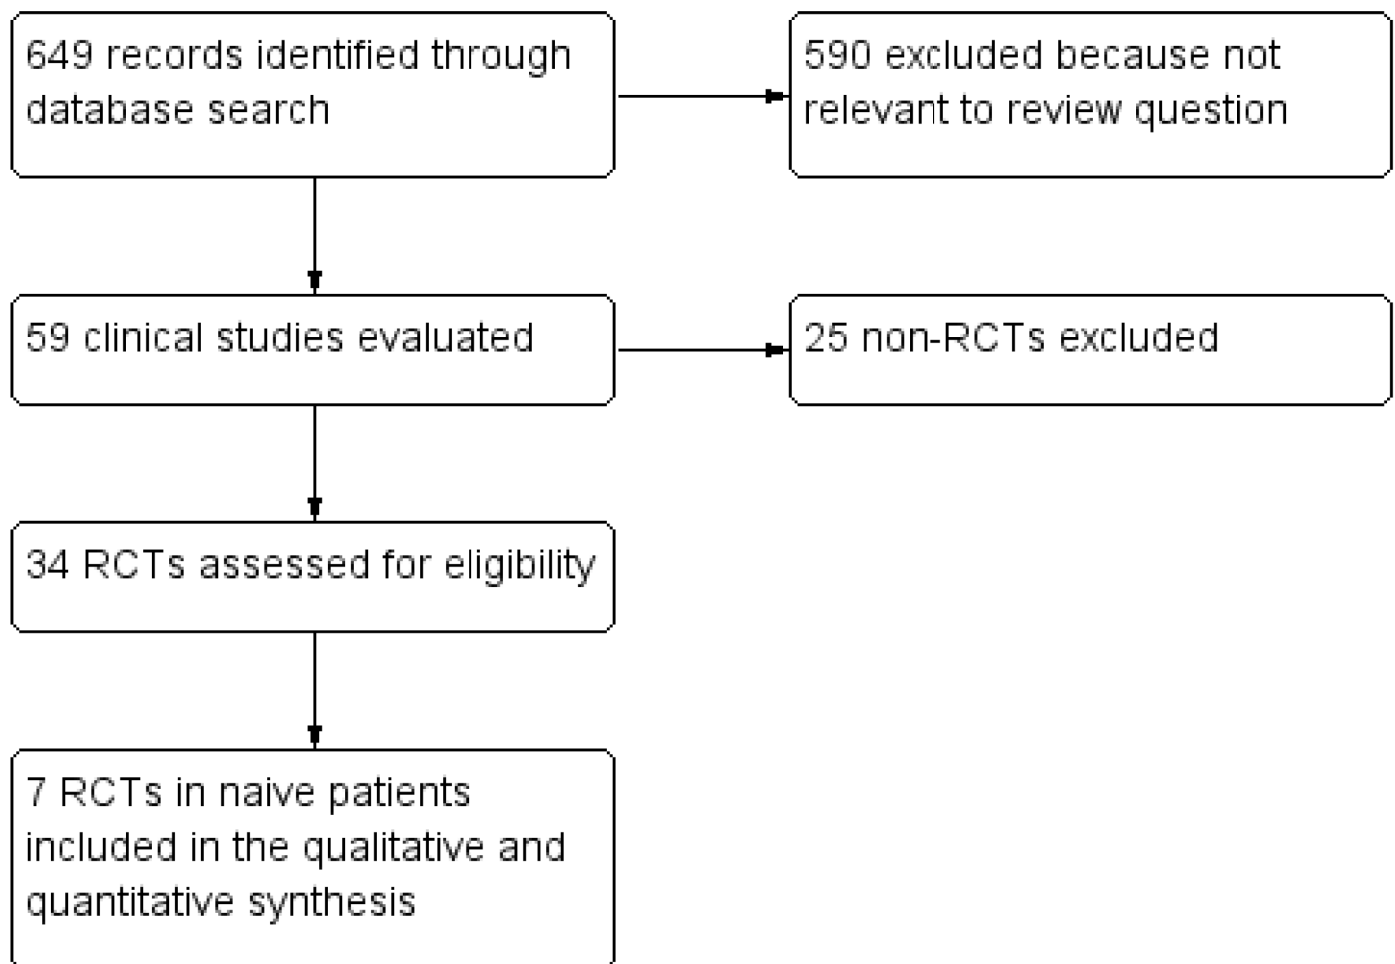 649 records identified through
database search
590 excluded because not
relevant to review question
59 clinical studies evaluated
25 non-RCTs excluded
34 RCTs assessed for eligibility
7 RCTs in naive patients
included in the qualitative and
quantitative synthesis